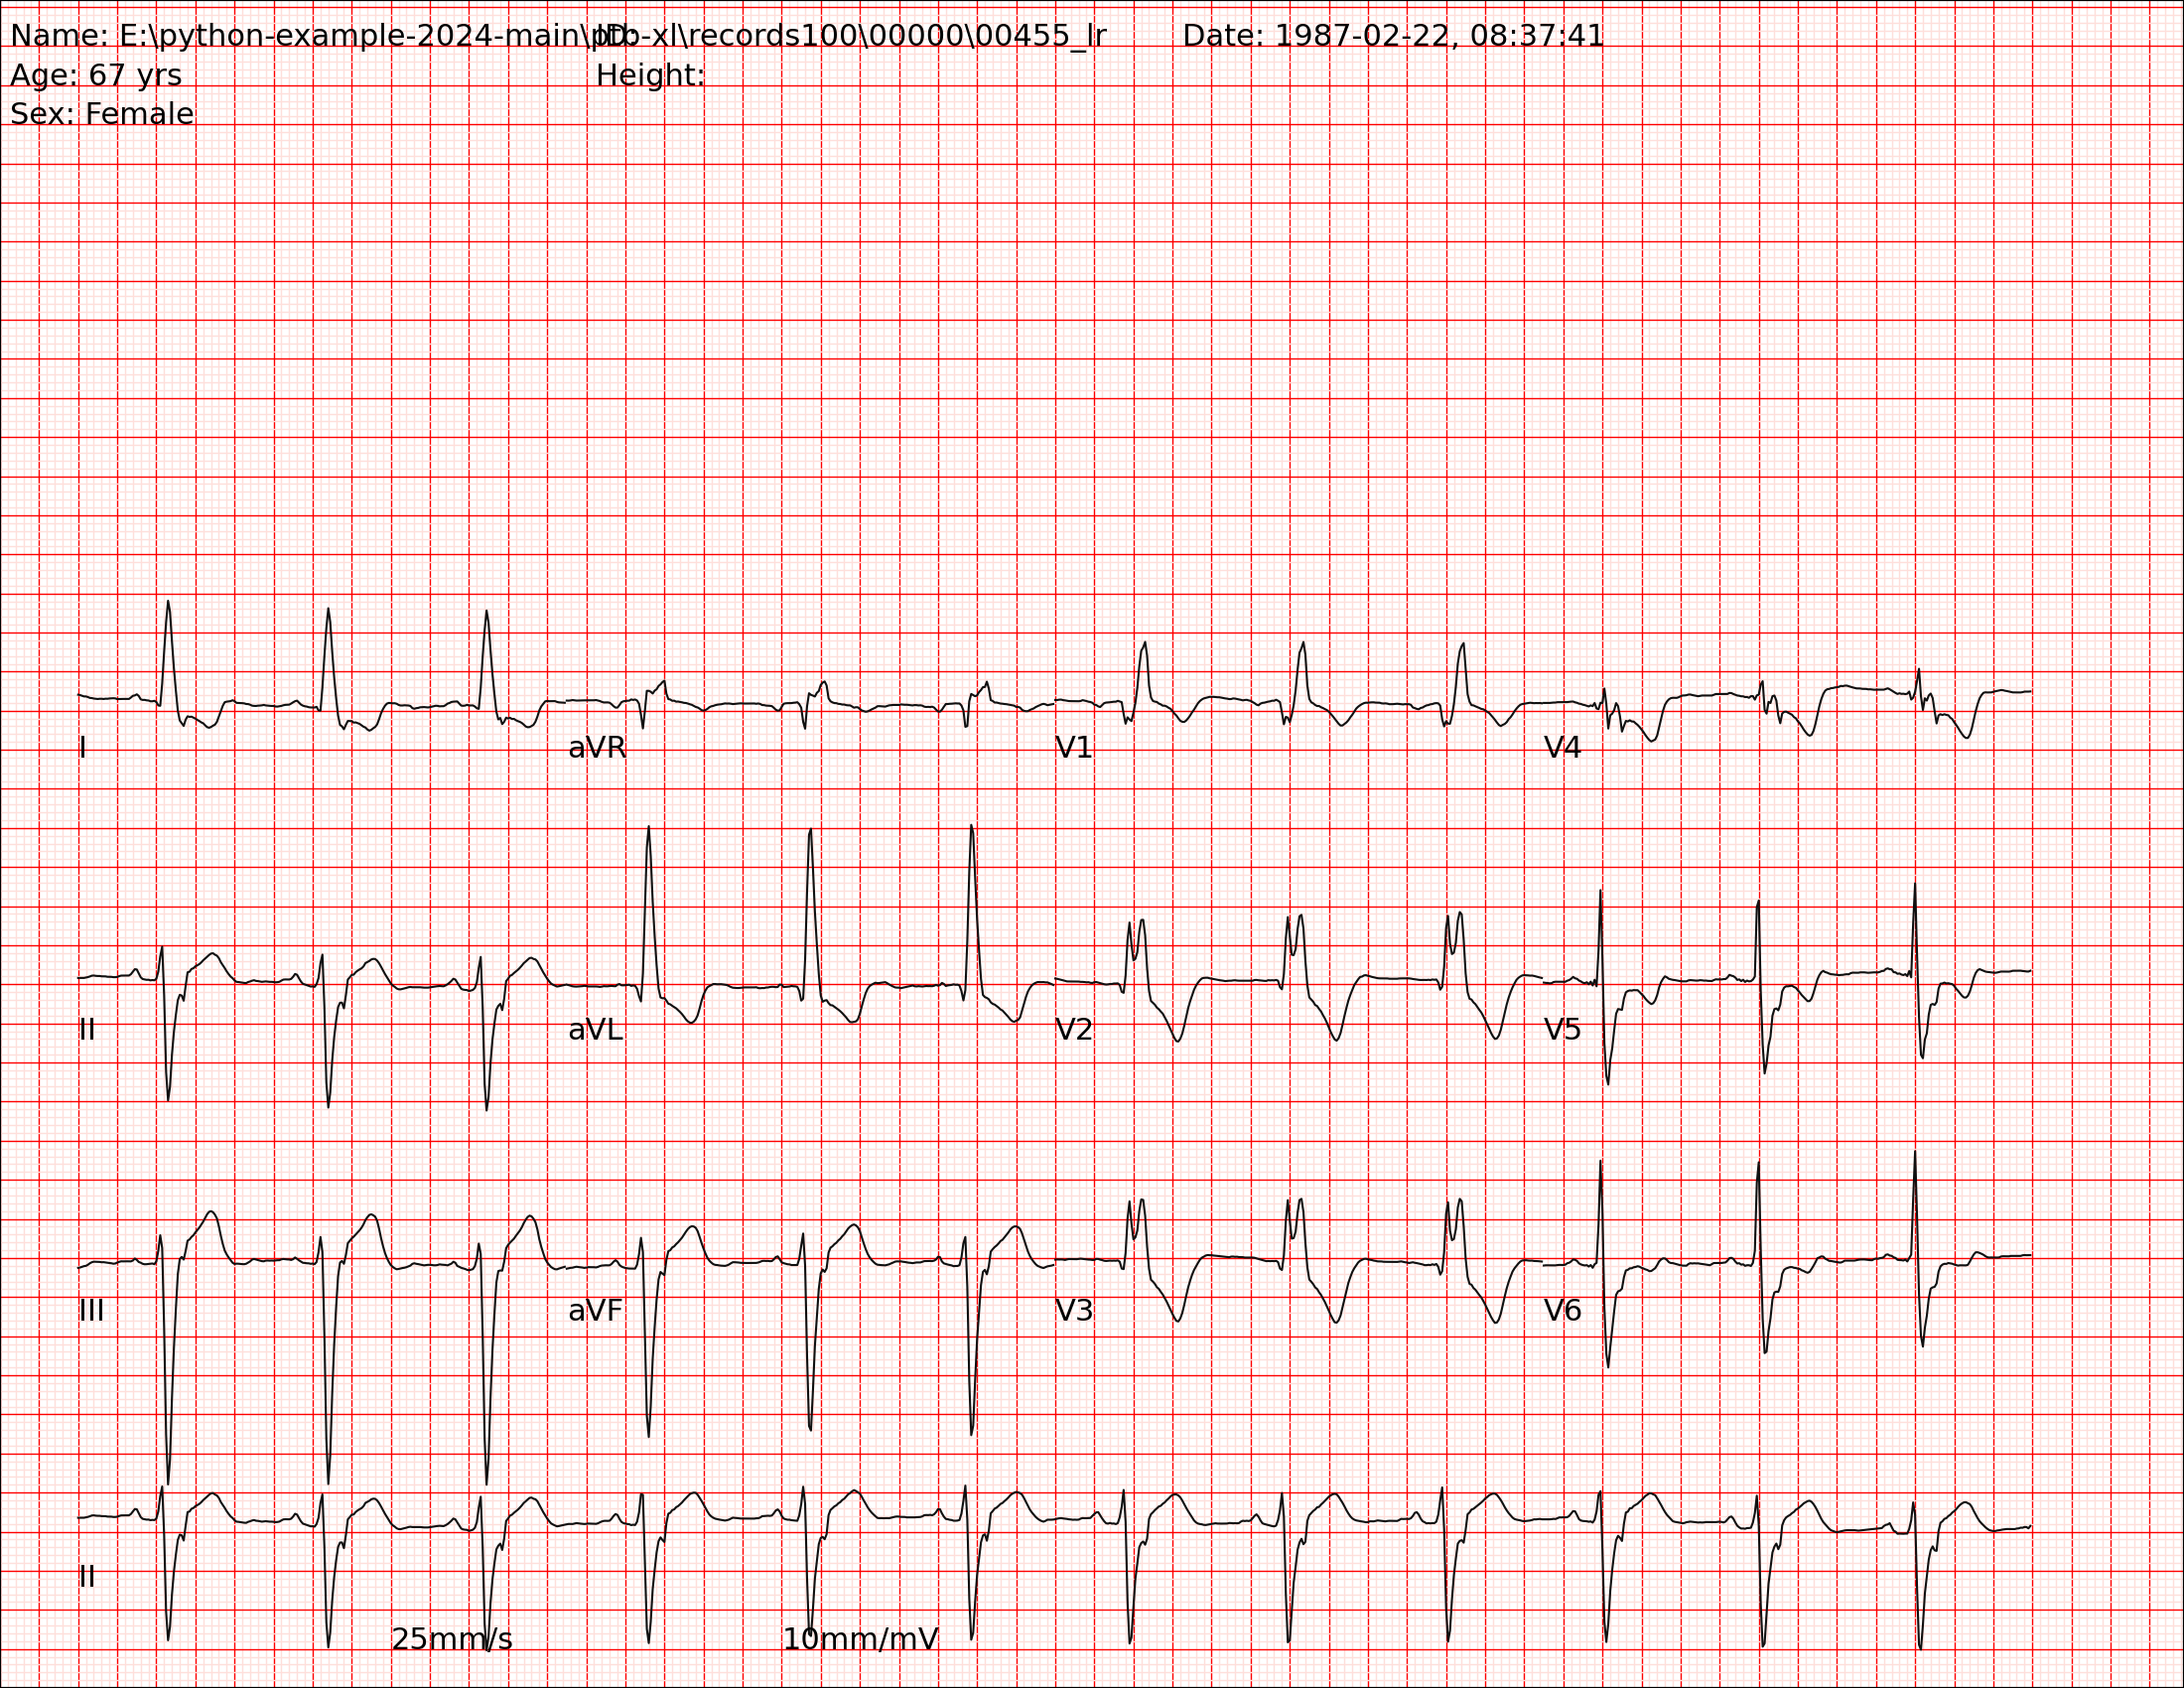 Name: E:\python-example-2024-main\ptb-xl\records100\00000\00455_lr ID: Date: 1987-02-22, 08:37:41
Age: 67 yrs Height:
Sex: Female
I aVR V1 V4
II aVL V2 V5
III aVF V3 V6
II
25mm/s 10mm/mV